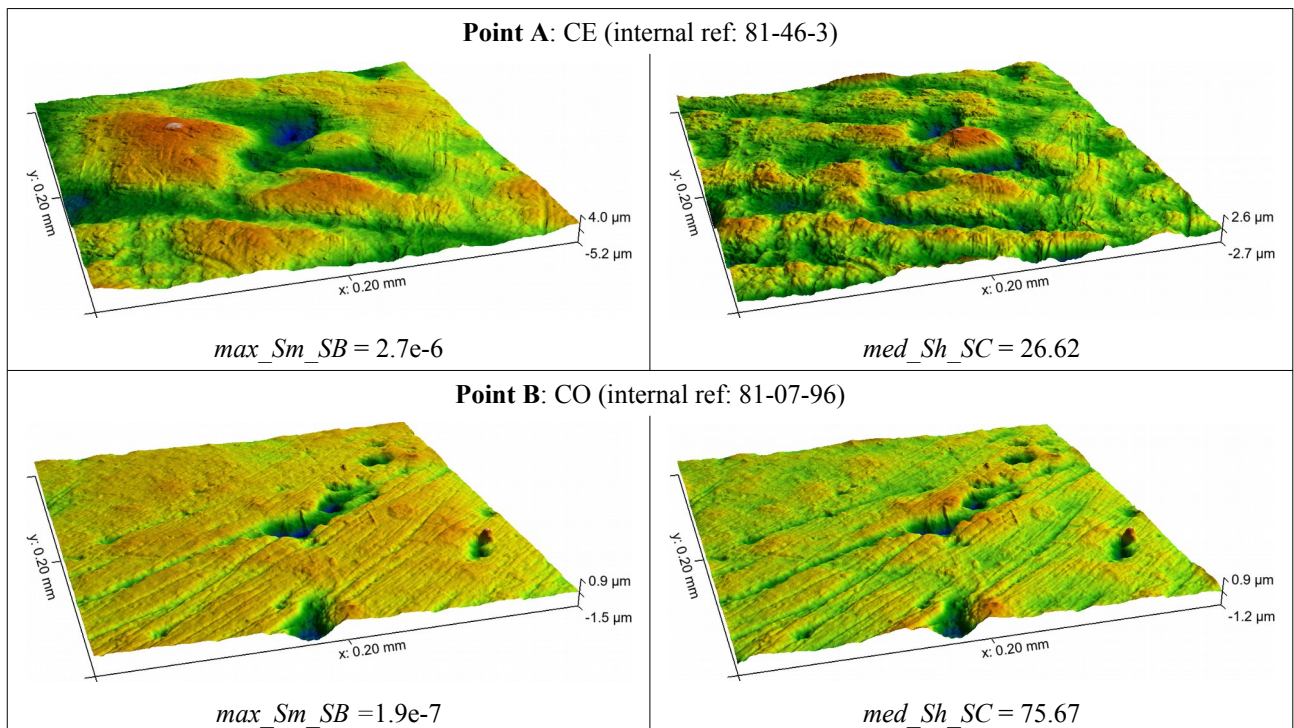 Point A: CE (internal ref: 81-46-3)
y: 0.20 mm
4.0 µm
-5.2 µm
x: 0.20 mm
max_Sm_SB = 2.7e-6
y: 0.20 mm
2.6 µm
-2.7 µm
x: 0.20 mm
med_Sh_SC = 26.62
Point B: CO (internal ref: 81-07-96)
y: 0.20 mm
0.9 µm
-1.5 µm
x: 0.20 mm
max_Sm_SB =1.9e-7
y: 0.20 mm
0.9 µm
-1.2 µm
x: 0.20 mm
med_Sh_SC = 75.67